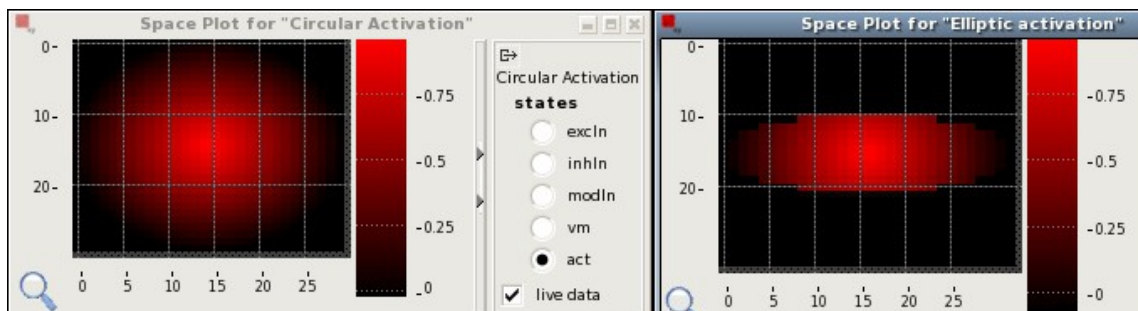 Space Plot for "Circular Activation"
0-
10-
20-
0 5 10 15 20 25
-0.75
-0.5
-0.25
-0
Circular Activation
states
excIn
inhIn
modIn
vm
act
live data
Space Plot for "Elliptic activation"
0-
10-
20-
0 5 10 15 20 25
-0.75
-0.5
-0.25
-0